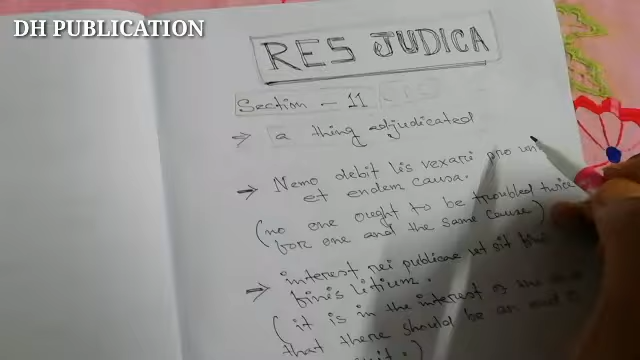 DH PUBLICATION
RES JUDICA
Section - 11
⇒ a thing adjudicated
→ Nemo debit lis vexari pro un
et endem causa.
(no one ought to be troubled twice
for one and the same cause)
⇒ interest rei publicae ut sit
finis litium.
(it is in the interest of the
that there should be an end
suit.)